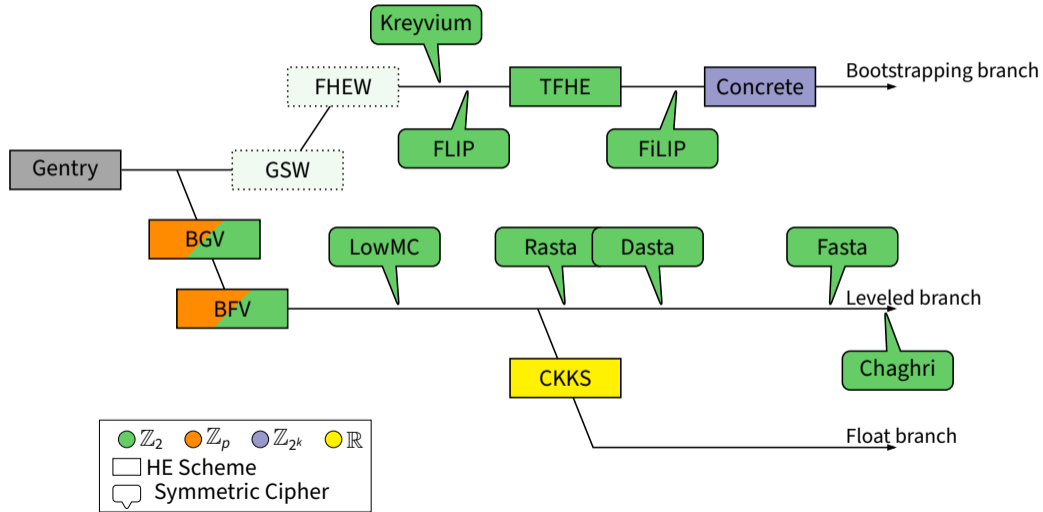 Kreyvium
Bootstrapping branch
FHEW
TFHE
Concrete
FLIP
FiLIP
Gentry
GSW
BGV
LowMC
Rasta
Dasta
Fasta
BFV
Leveled branch
Chaghri
CKKS
Float branch
ℤ₂ ℤₚ ℤ₂ᵏ ℝ
HE Scheme
Symmetric Cipher